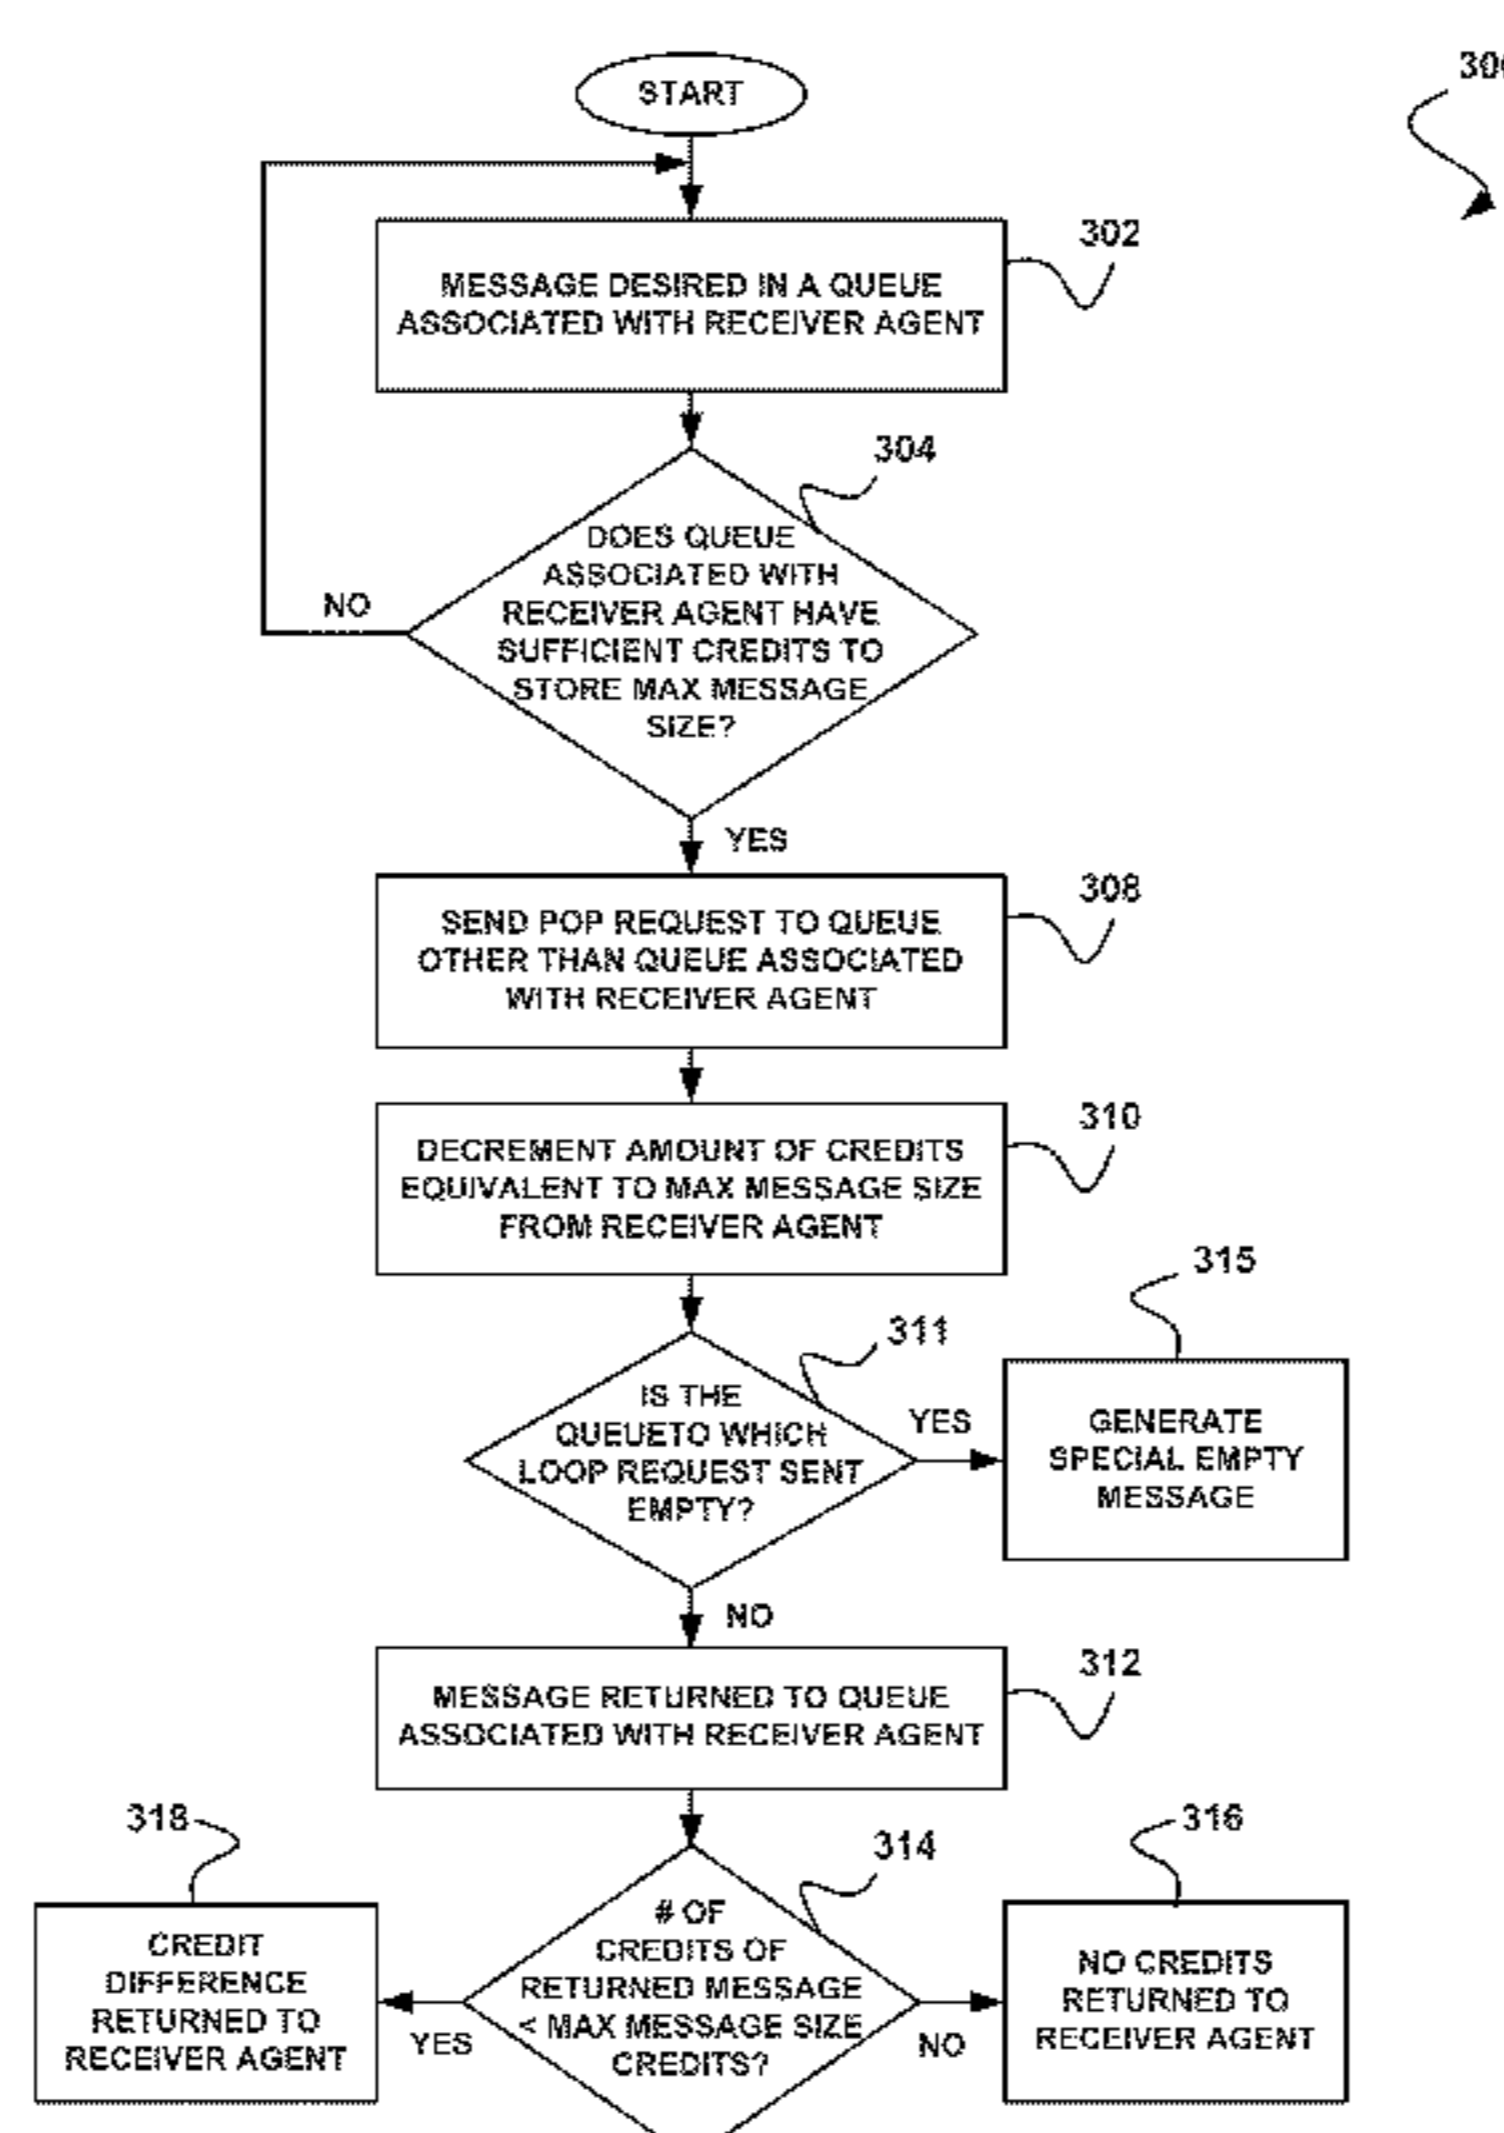 START
302
MESSAGE DESIRED IN A QUEUE
ASSOCIATED WITH RECEIVER AGENT
304
DOES QUEUE
ASSOCIATED WITH
RECEIVER AGENT HAVE
SUFFICIENT CREDITS TO
STORE MAX MESSAGE
SIZE?
NO
YES
308
SEND POP REQUEST TO QUEUE
OTHER THAN QUEUE ASSOCIATED
WITH RECEIVER AGENT
310
DECREMENT AMOUNT OF CREDITS
EQUIVALENT TO MAX MESSAGE SIZE
FROM RECEIVER AGENT
311
IS THE
QUEUETO WHICH
LOOP REQUEST SENT
EMPTY?
YES
315
GENERATE
SPECIAL EMPTY
MESSAGE
NO
312
MESSAGE RETURNED TO QUEUE
ASSOCIATED WITH RECEIVER AGENT
318
CREDIT
DIFFERENCE
RETURNED TO
RECEIVER AGENT
314
# OF
CREDITS OF
RETURNED MESSAGE
< MAX MESSAGE SIZE
CREDITS?
YES
NO
316
NO CREDITS
RETURNED TO
RECEIVER AGENT